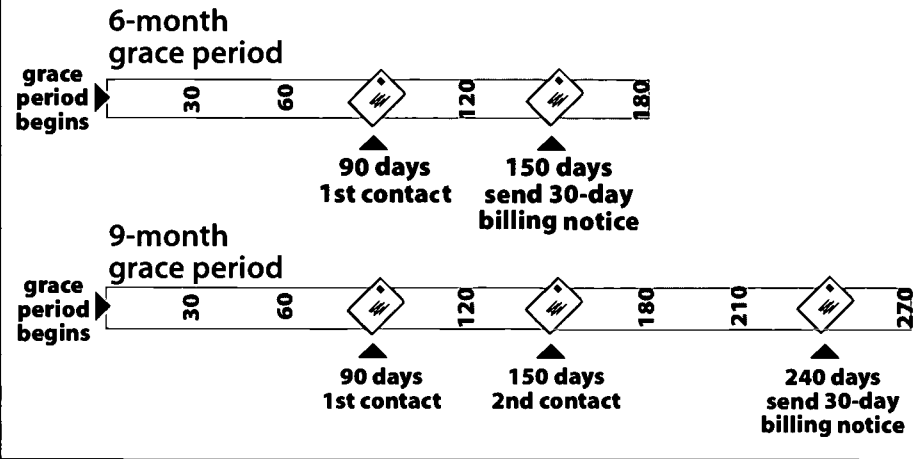 6-month
grace period
grace
period
begins
30
60
120
180
90 days
1st contact
150 days
send 30-day
billing notice
9-month
grace period
grace
period
begins
30
60
120
180
210
270
90 days
1st contact
150 days
2nd contact
240 days
send 30-day
billing notice